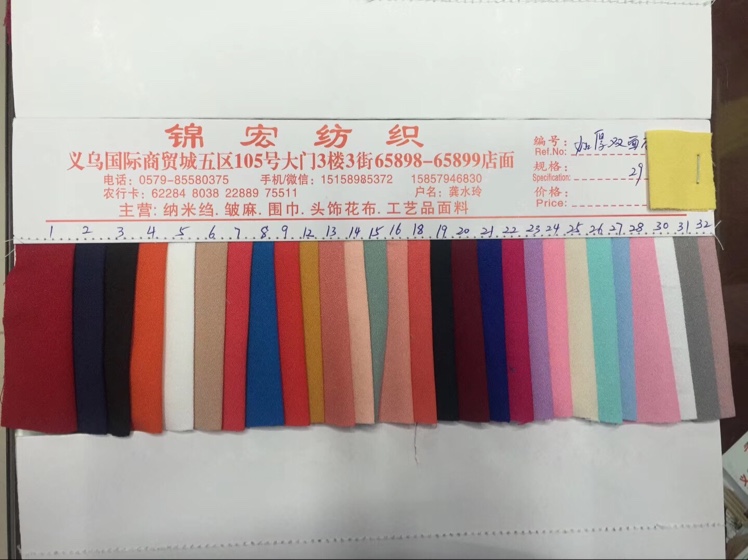 锦宏纺织
义乌国际商贸城五区105号大门3楼3街65898-65899店面
电话：0579-85580375 手机/微信：15158985372 15857946830
农行卡：62284 8038 22889 75511 户名：龚水玲
主营：纳米绉.皱麻.围巾.头饰花布.工艺品面料
编号：
Ref.No: 加厚双面
规格：
Specification: 29
价格：
Price:
1 2 3 4 5 6 7 8 9 12 13 14 15 16 18 19 20 21 22 23 24 25 26 27 28 30 31 32